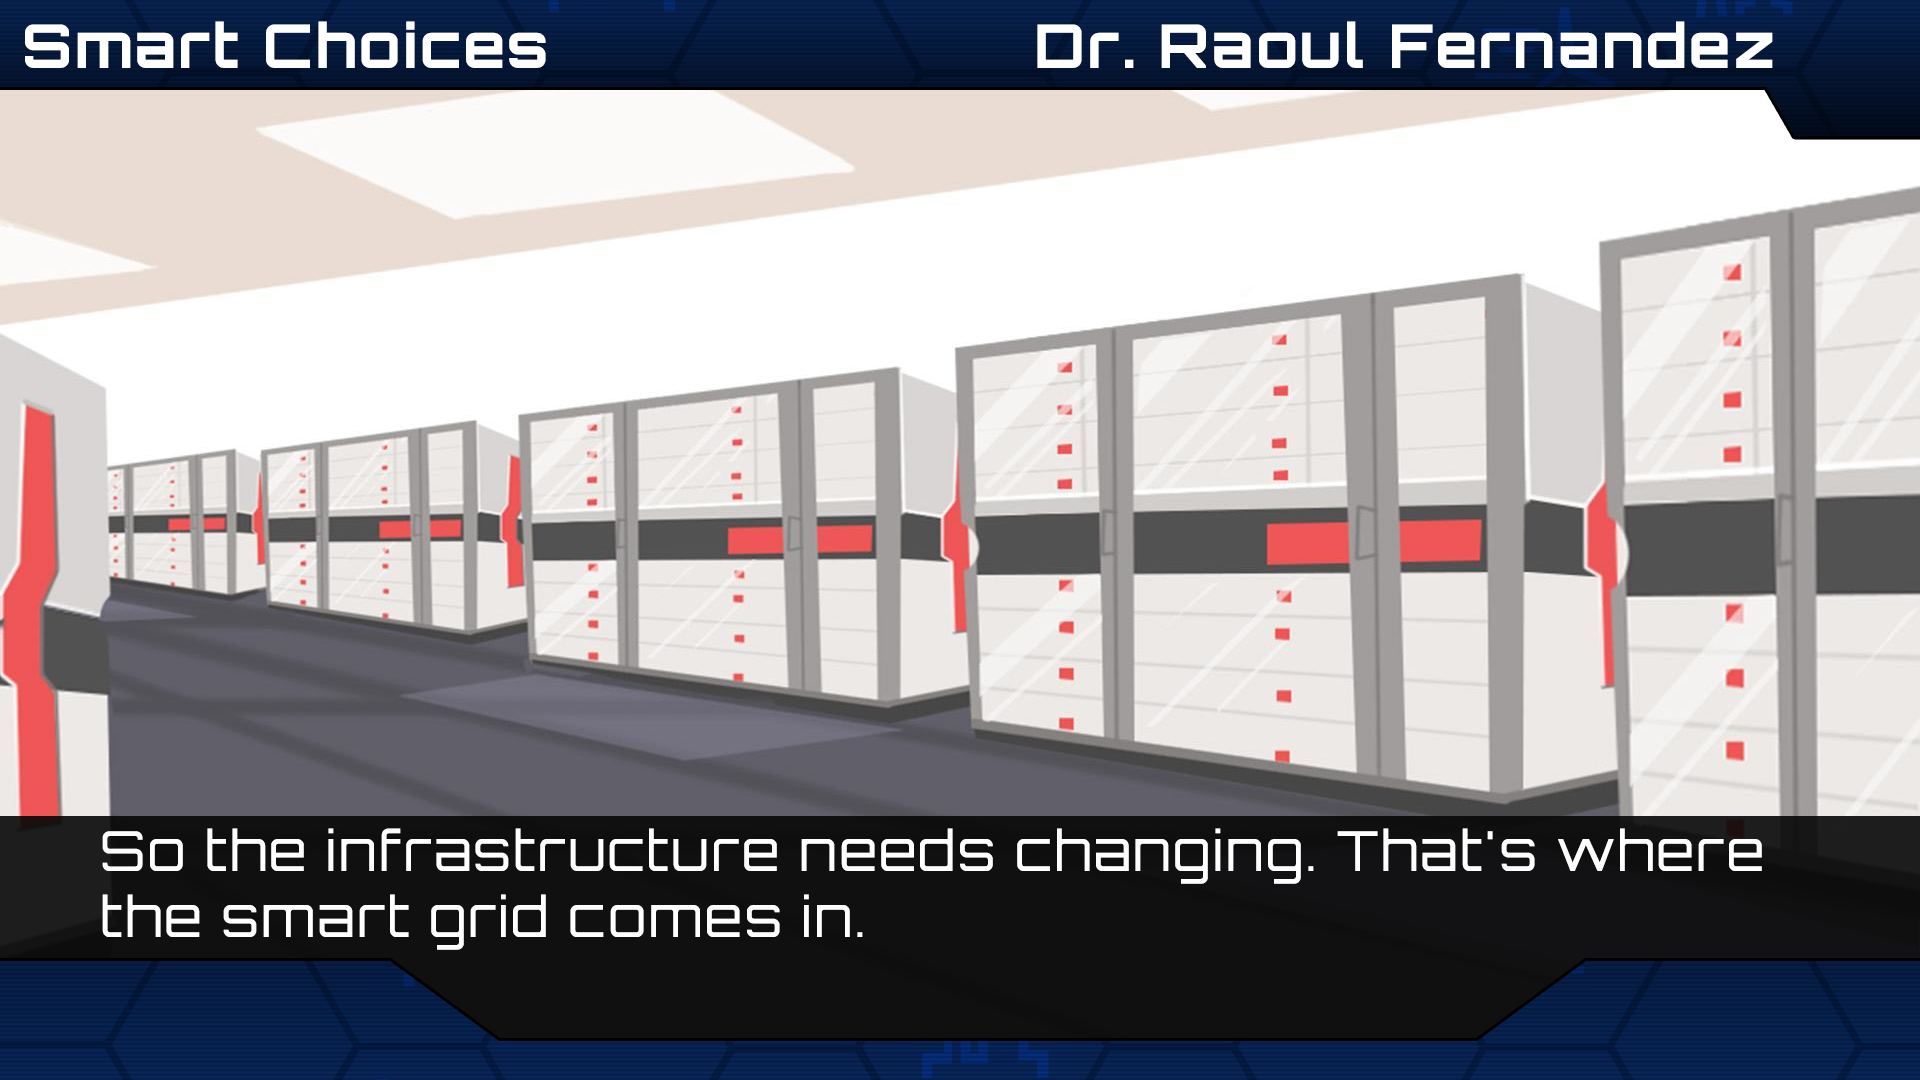 Smart Choices
Dr. Raoul Fernandez
So the infrastructure needs changing. That's where
the smart grid comes in.